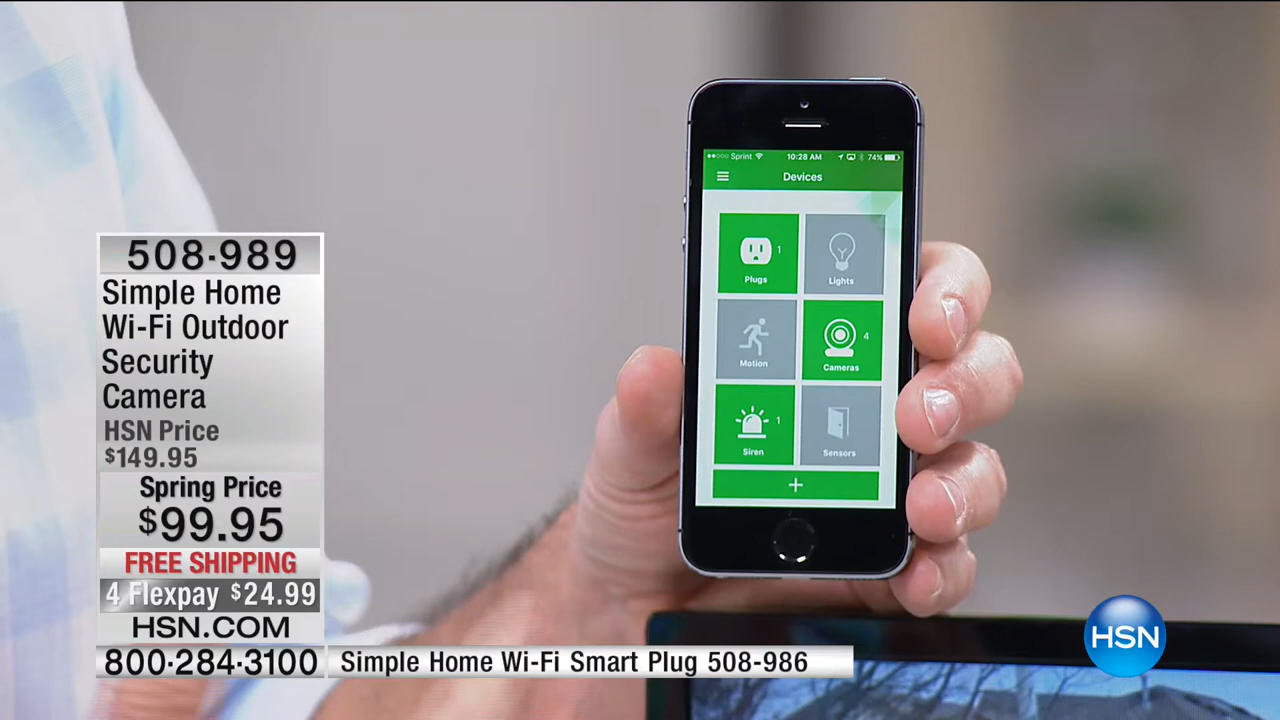 508·989
Simple Home
Wi-Fi Outdoor
Security
Camera
HSN Price
$149.95
Spring Price
$99.95
FREE SHIPPING
4 Flexpay $24.99
HSN.COM
800·284·3100
Simple Home Wi-Fi Smart Plug 508-986
Sprint 10:28 AM 74%
Devices
1
Plugs
Lights
Motion
4
Cameras
1
Siren
Sensors
+
HSN